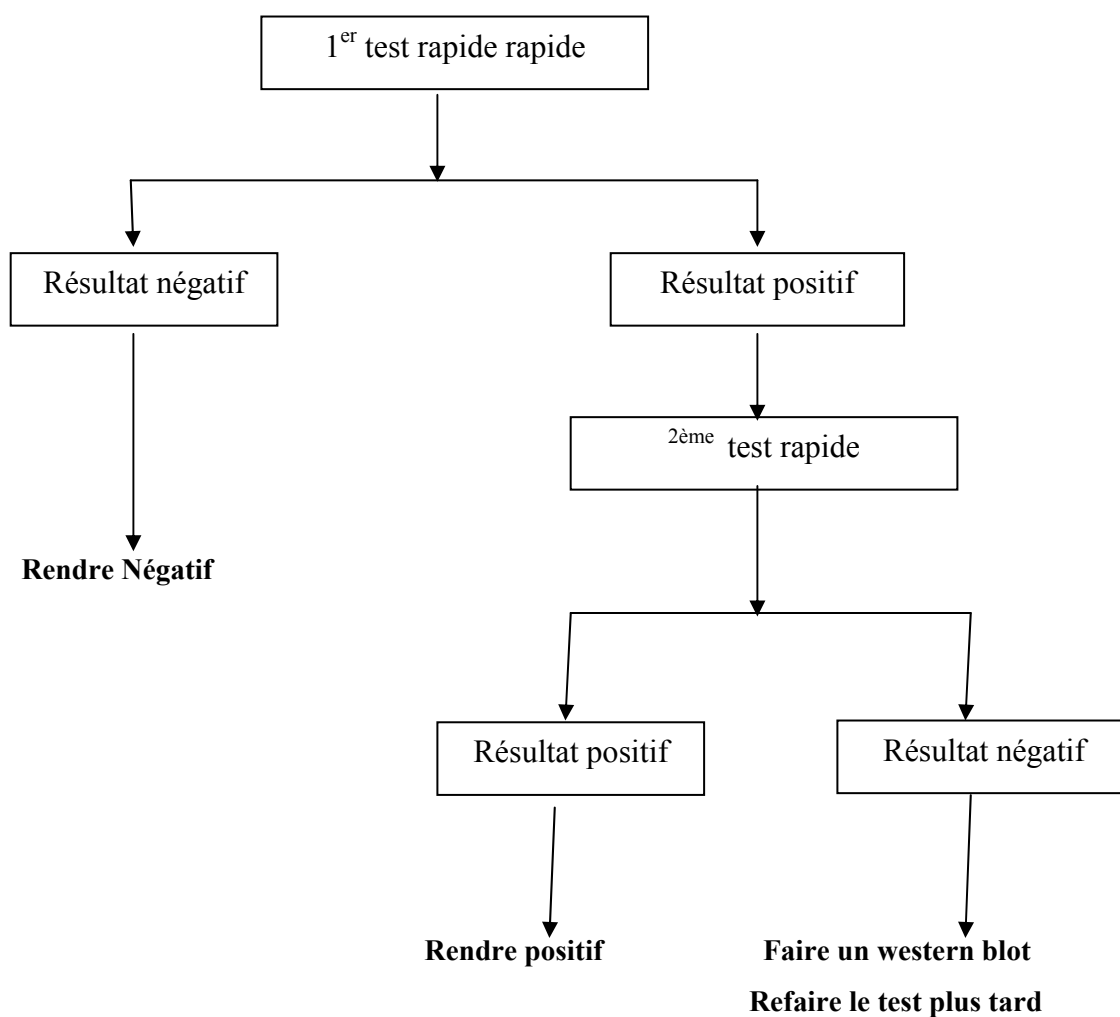 1er test rapide rapide
Résultat négatif
Résultat positif
2ème test rapide
Rendre Négatif
Résultat positif
Résultat négatif
Rendre positif
Faire un western blot
Refaire le test plus tard